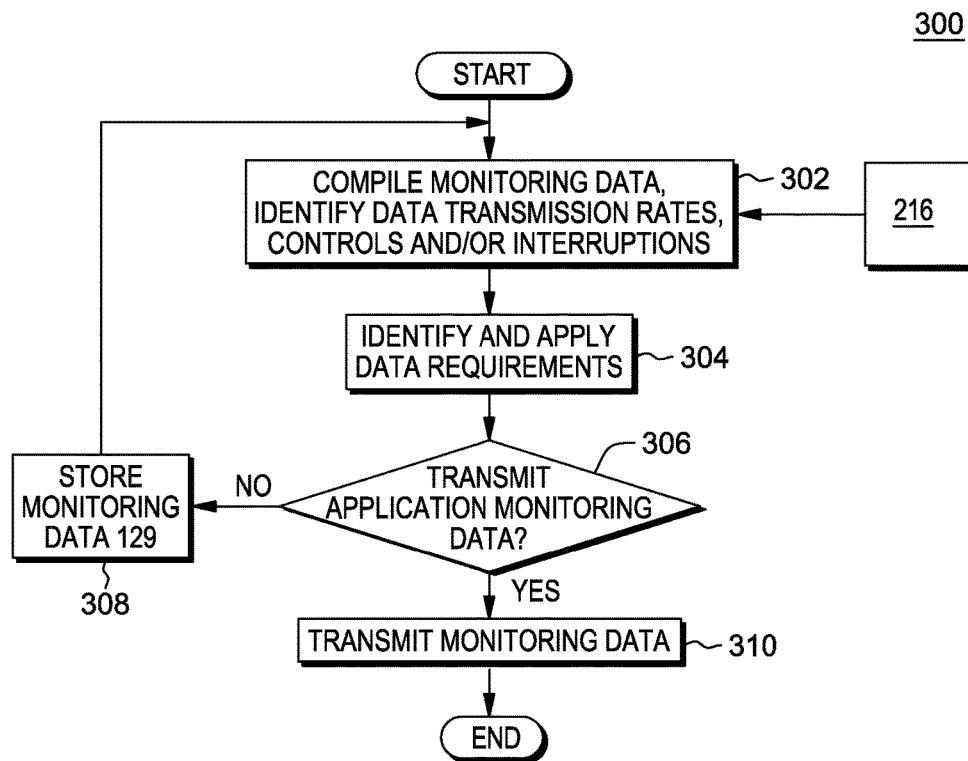 300
START
COMPILE MONITORING DATA,
IDENTIFY DATA TRANSMISSION RATES,
CONTROLS AND/OR INTERRUPTIONS
302
216
IDENTIFY AND APPLY
DATA REQUIREMENTS
304
306
TRANSMIT
APPLICATION MONITORING
DATA?
NO
STORE
MONITORING
DATA 129
308
YES
TRANSMIT MONITORING DATA
310
END